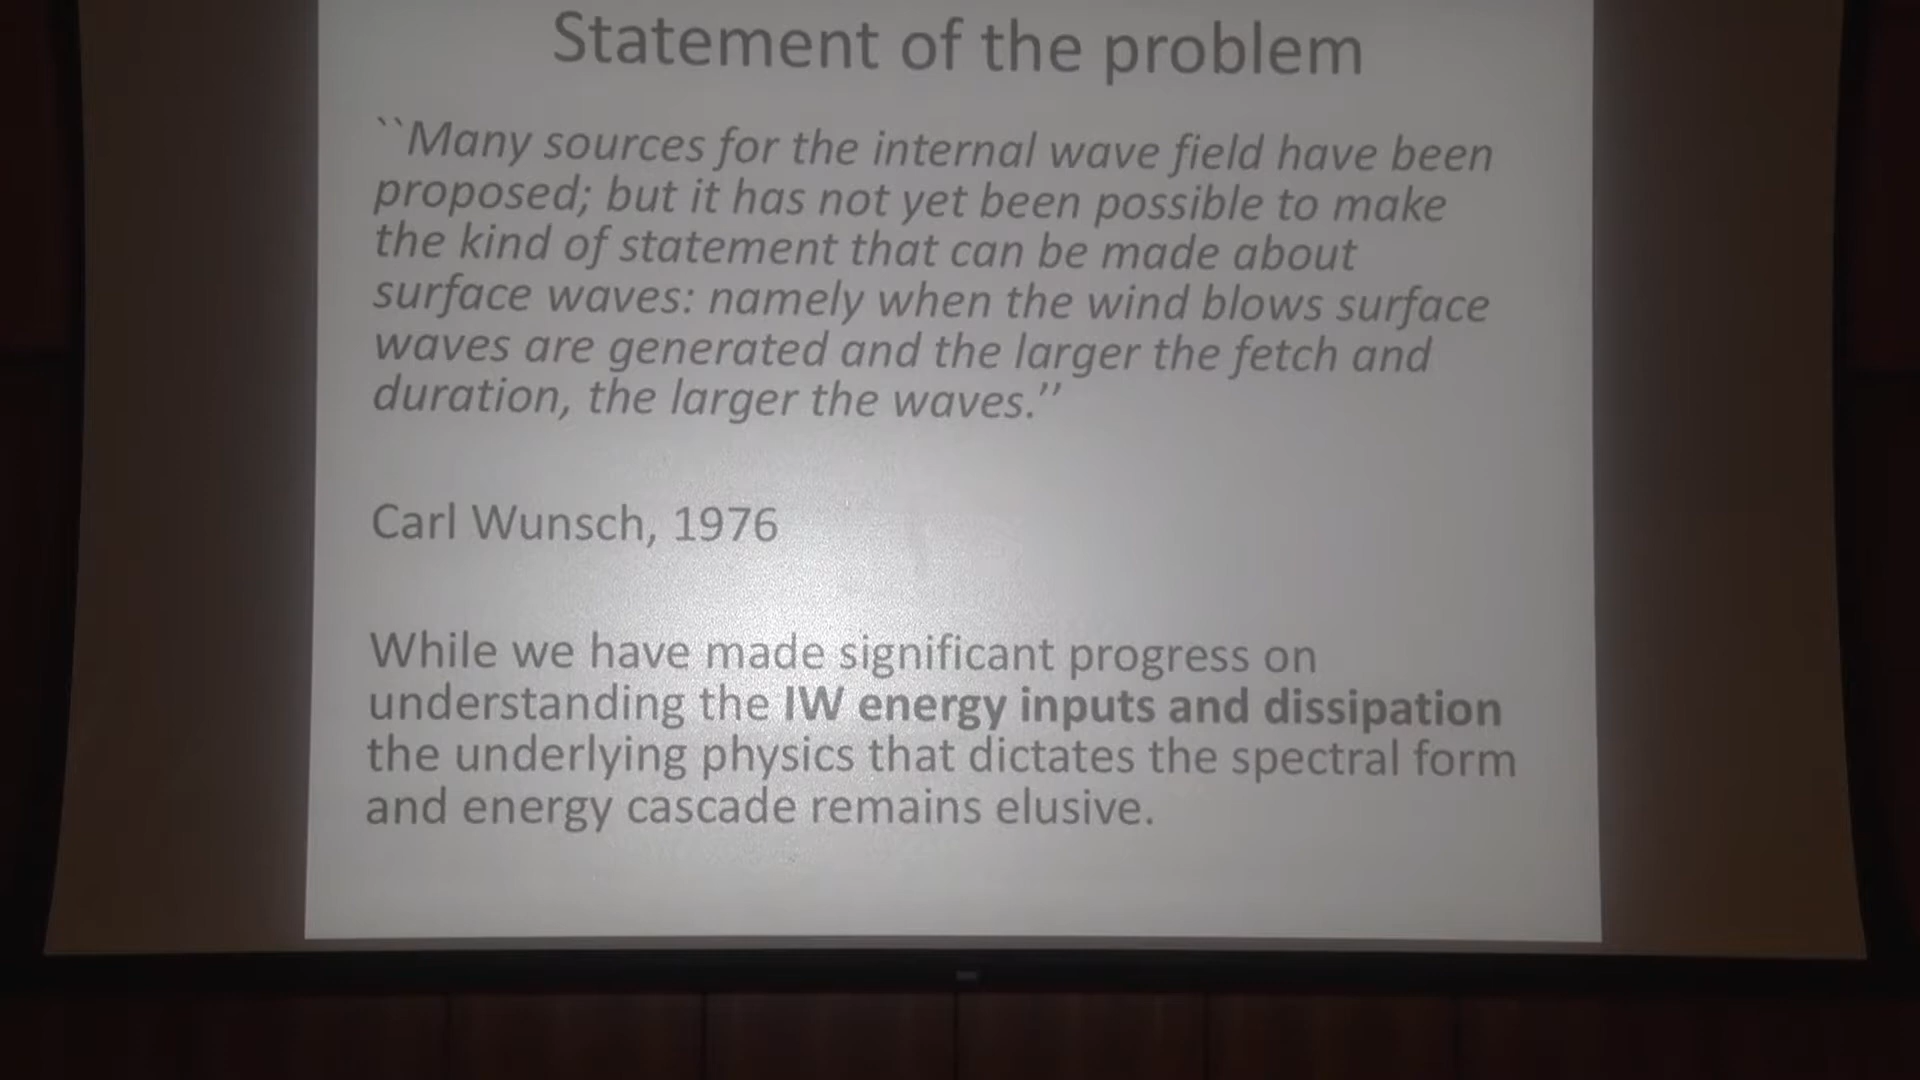 Statement of the problem
``Many sources for the internal wave field have been
proposed; but it has not yet been possible to make
the kind of statement that can be made about
surface waves: namely when the wind blows surface
waves are generated and the larger the fetch and
duration, the larger the waves.’’
Carl Wunsch, 1976
While we have made significant progress on
understanding the IW energy inputs and dissipation
the underlying physics that dictates the spectral form
and energy cascade remains elusive.